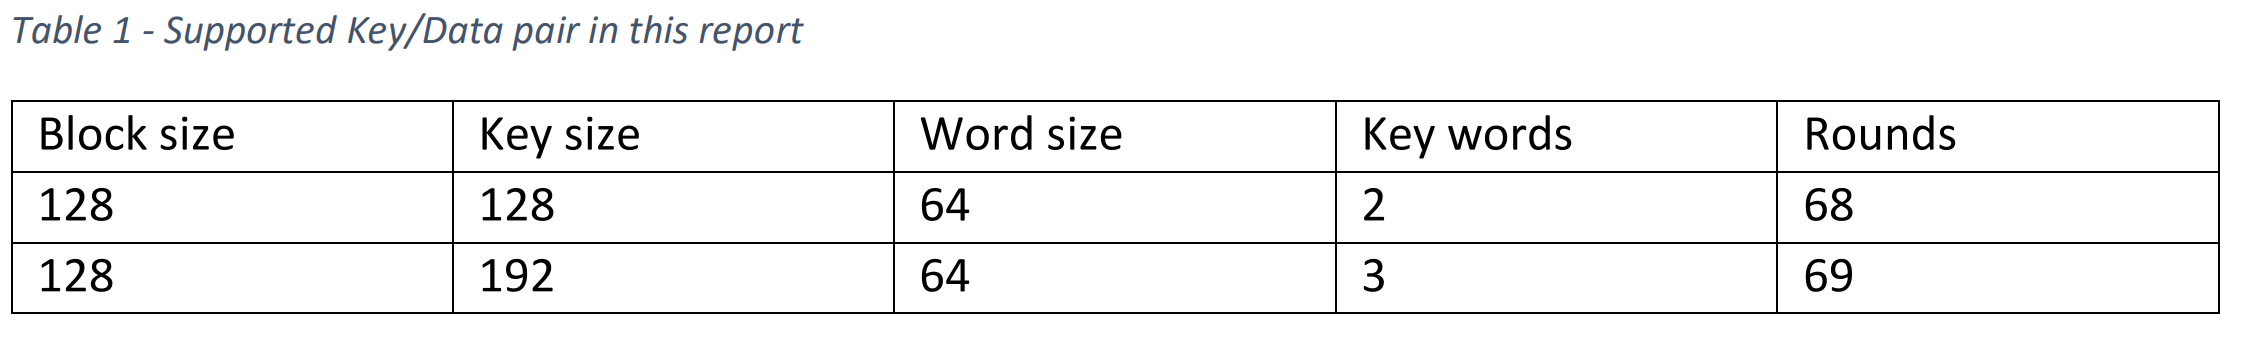 Table 1 - Supported Key/Data pair in this report
Block size Key size Word size Key words Rounds
128 128 64 2 68
128 192 64 3 69